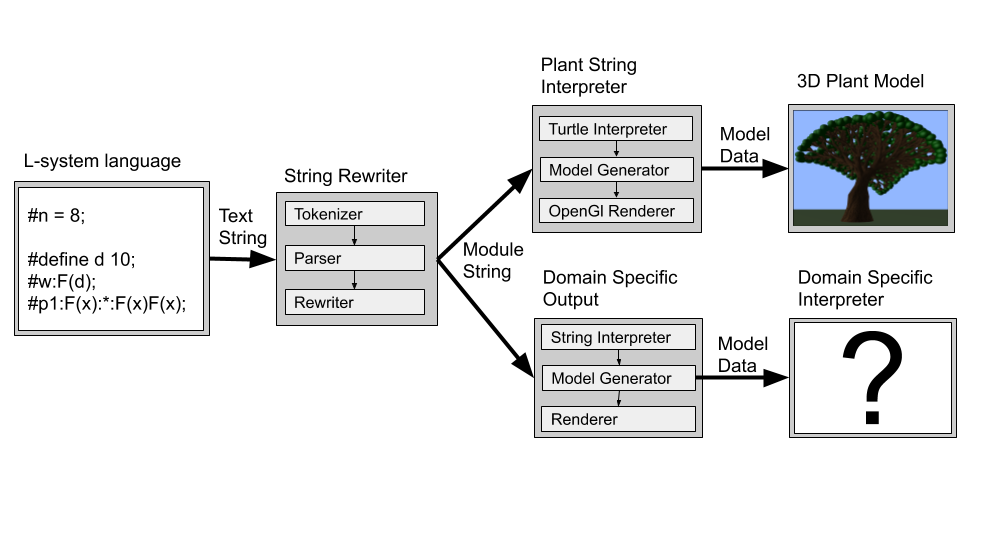 L-system language
#n = 8;
#define d 10;
#w:F(d);
#p1:F(x):*:F(x)F(x);
Text
String
String Rewriter
Tokenizer
Parser
Rewriter
Module
String
Plant String
Interpreter
Turtle Interpreter
Model Generator
OpenGl Renderer
Model
Data
3D Plant Model
Domain Specific
Output
String Interpreter
Model Generator
Renderer
Model
Data
Domain Specific
Interpreter
?